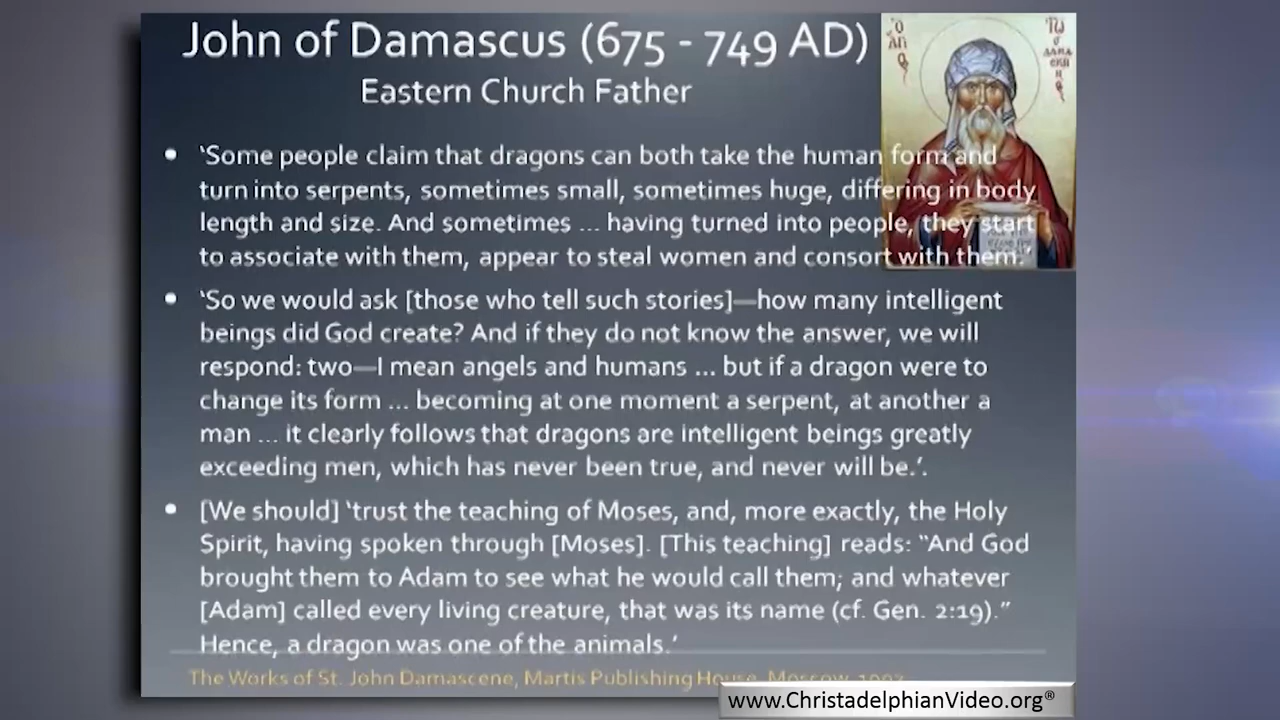 John of Damascus (675 - 749 AD)
Eastern Church Father
• ‘Some people claim that dragons can both take the human form and
turn into serpents, sometimes small, sometimes huge, differing in body
length and size. And sometimes ... having turned into people, they start
to associate with them, appear to steal women and consort with them.’
• ‘So we would ask [those who tell such stories]—how many intelligent
beings did God create? And if they do not know the answer, we will
respond: two—I mean angels and humans ... but if a dragon were to
change its form ... becoming at one moment a serpent, at another a
man ... it clearly follows that dragons are intelligent beings greatly
exceeding men, which has never been true, and never will be.’.
• [We should] ‘trust the teaching of Moses, and, more exactly, the Holy
Spirit, having spoken through [Moses]. [This teaching] reads: “And God
brought them to Adam to see what he would call them; and whatever
[Adam] called every living creature, that was its name (cf. Gen. 2:19).”
Hence, a dragon was one of the animals.’
The Works of St. John Damascene, Martis Publishing House, Moscow,
www.ChristadelphianVideo.org®